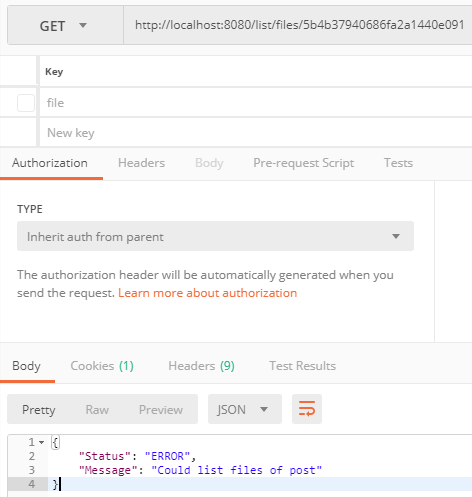 GET http://localhost:8080/list/files/5b4b37940686fa2a1440e091
Key
file
New key
Authorization Headers Body Pre-request Script Tests
TYPE
Inherit auth from parent
The authorization header will be automatically generated when you
send the request. Learn more about authorization
Body Cookies (1) Headers (9) Test Results
Pretty Raw Preview JSON
1 {
2 "Status": "ERROR",
3 "Message": "Could list files of post"
4 }